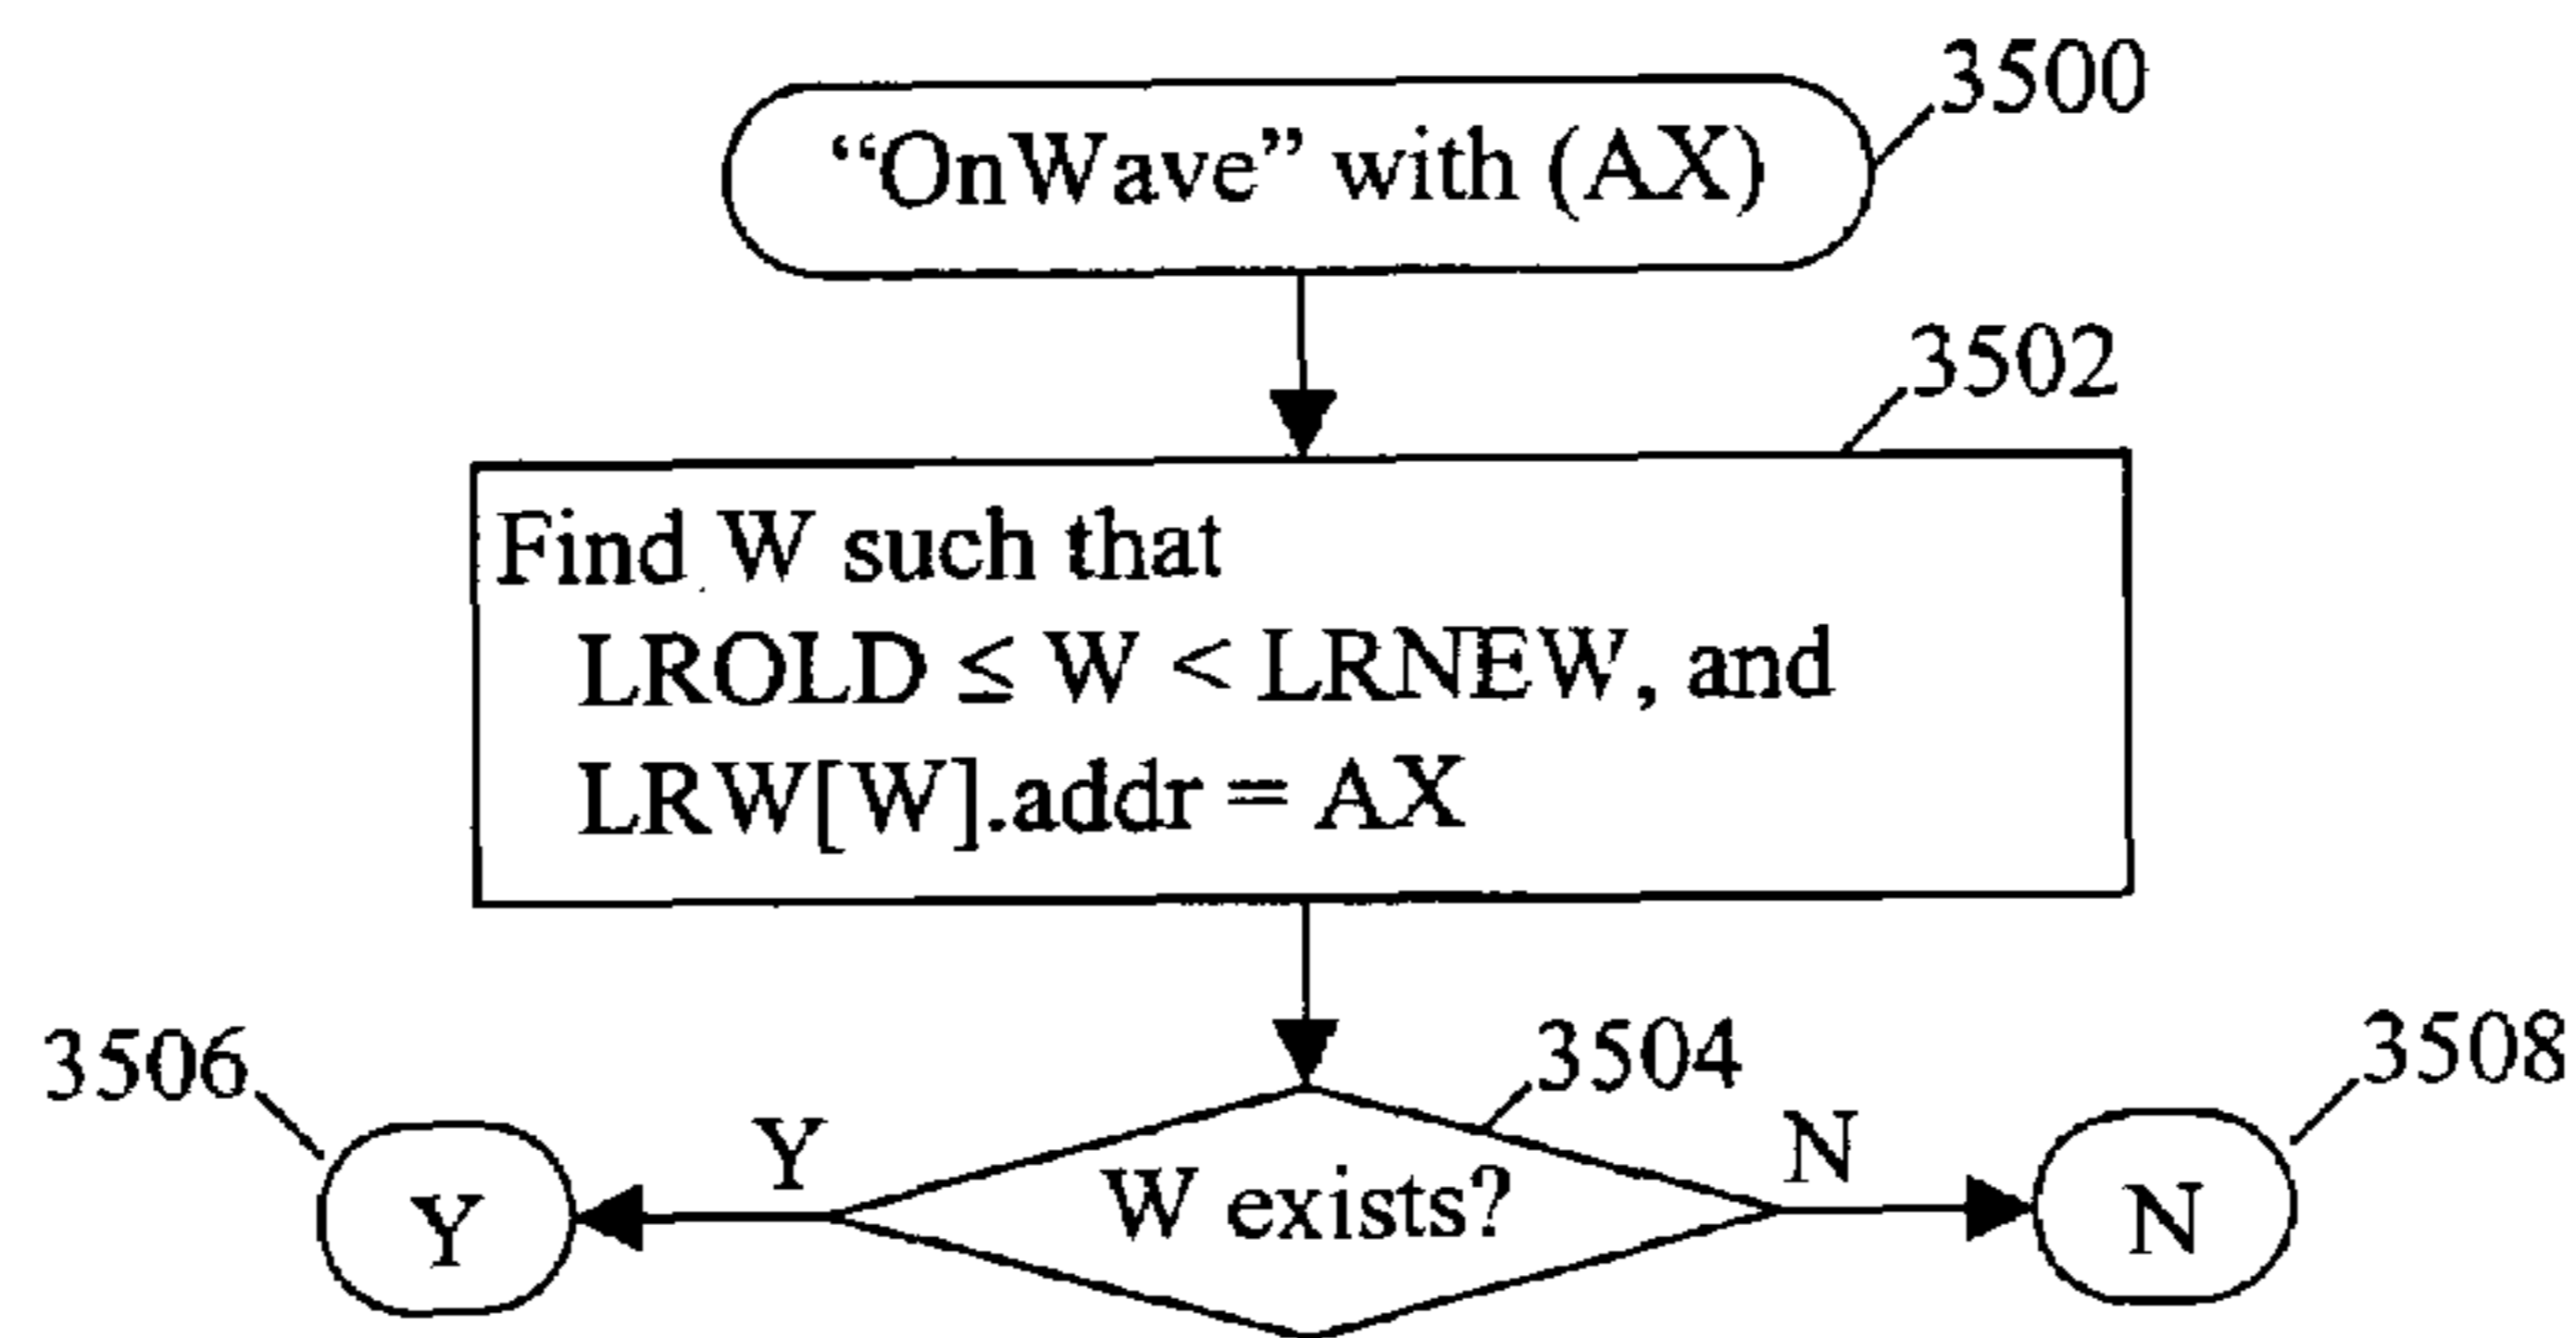 3500
“OnWave” with (AX)
3502
Find W such that
LROLD ≤ W < LRNEW, and
LRW[W].addr = AX
3506
3504
3508
Y
N
Y
W exists?
N